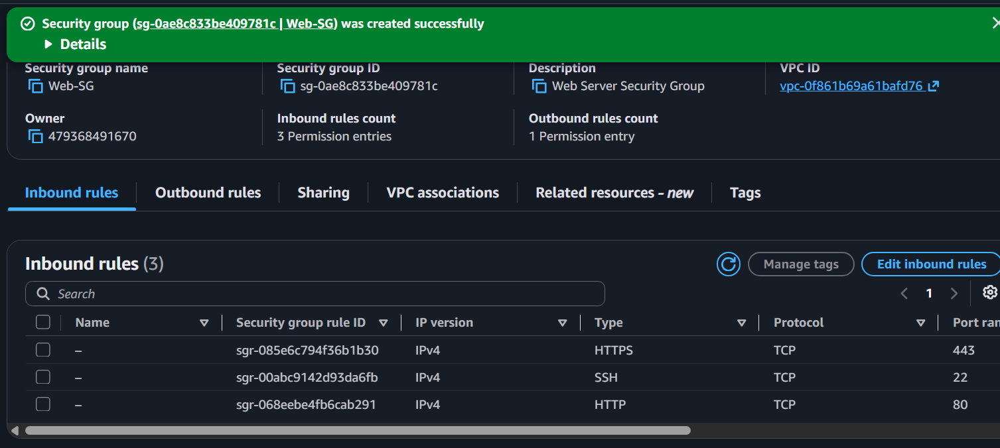 Security group (sg-0ae8c833be409781c | Web-SG) was created successfully
Details
Security group name
Web-SG
Security group ID
sg-0ae8c833be409781c
Description
Web Server Security Group
VPC ID
vpc-0f861b69a61bafd76
Owner
479368491670
Inbound rules count
3 Permission entries
Outbound rules count
1 Permission entry
Inbound rules Outbound rules Sharing VPC associations Related resources - new Tags
Inbound rules (3)
Manage tags Edit inbound rules
Search
1
Name Security group rule ID IP version Type Protocol Port ran
– sgr-085e6c794f36b1b30 IPv4 HTTPS TCP 443
– sgr-00abc9142d93da6fb IPv4 SSH TCP 22
– sgr-068eebe4fb6cab291 IPv4 HTTP TCP 80